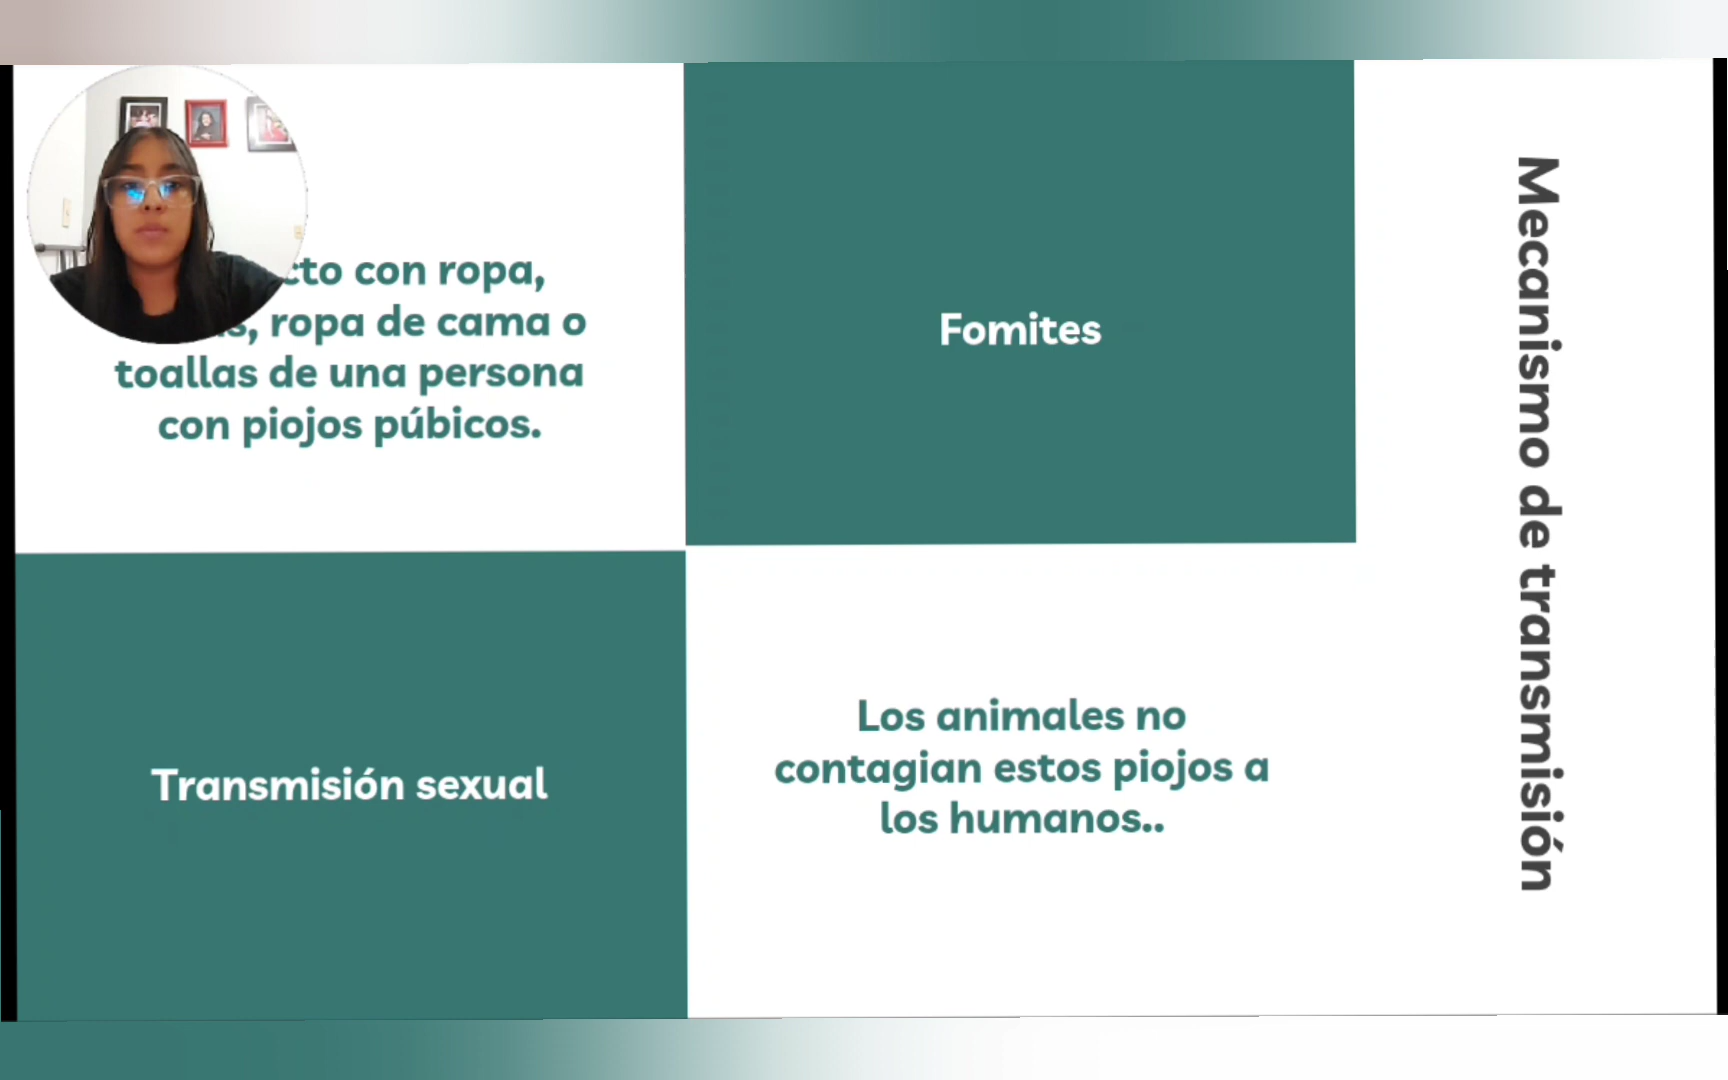 con ropa,
ropa de cama o
toallas de una persona
con piojos púbicos.
Fomites
Transmisión sexual
Los animales no
contagian estos piojos a
los humanos..
Mecanismo de transmisión